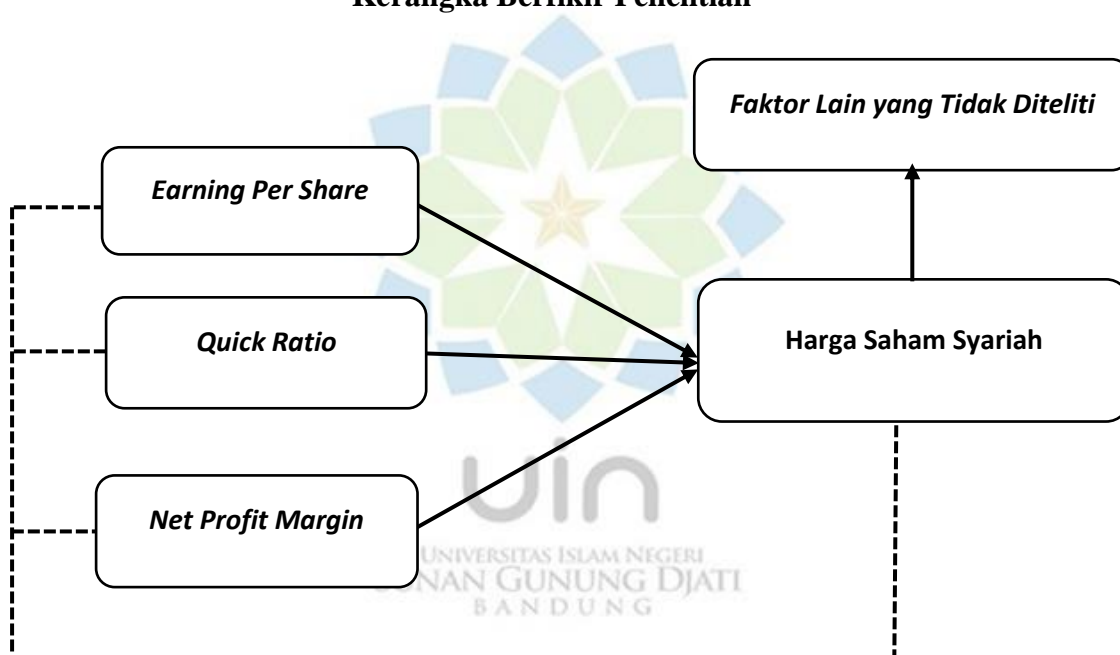 Kerangka Berfikir Penelitian
Faktor Lain yang Tidak Diteliti
Earning Per Share
Quick Ratio
Harga Saham Syariah
Net Profit Margin
uin
UNIVERSITAS ISLAM NEGERI
SUNAN GUNUNG DJATI
BANDUNG